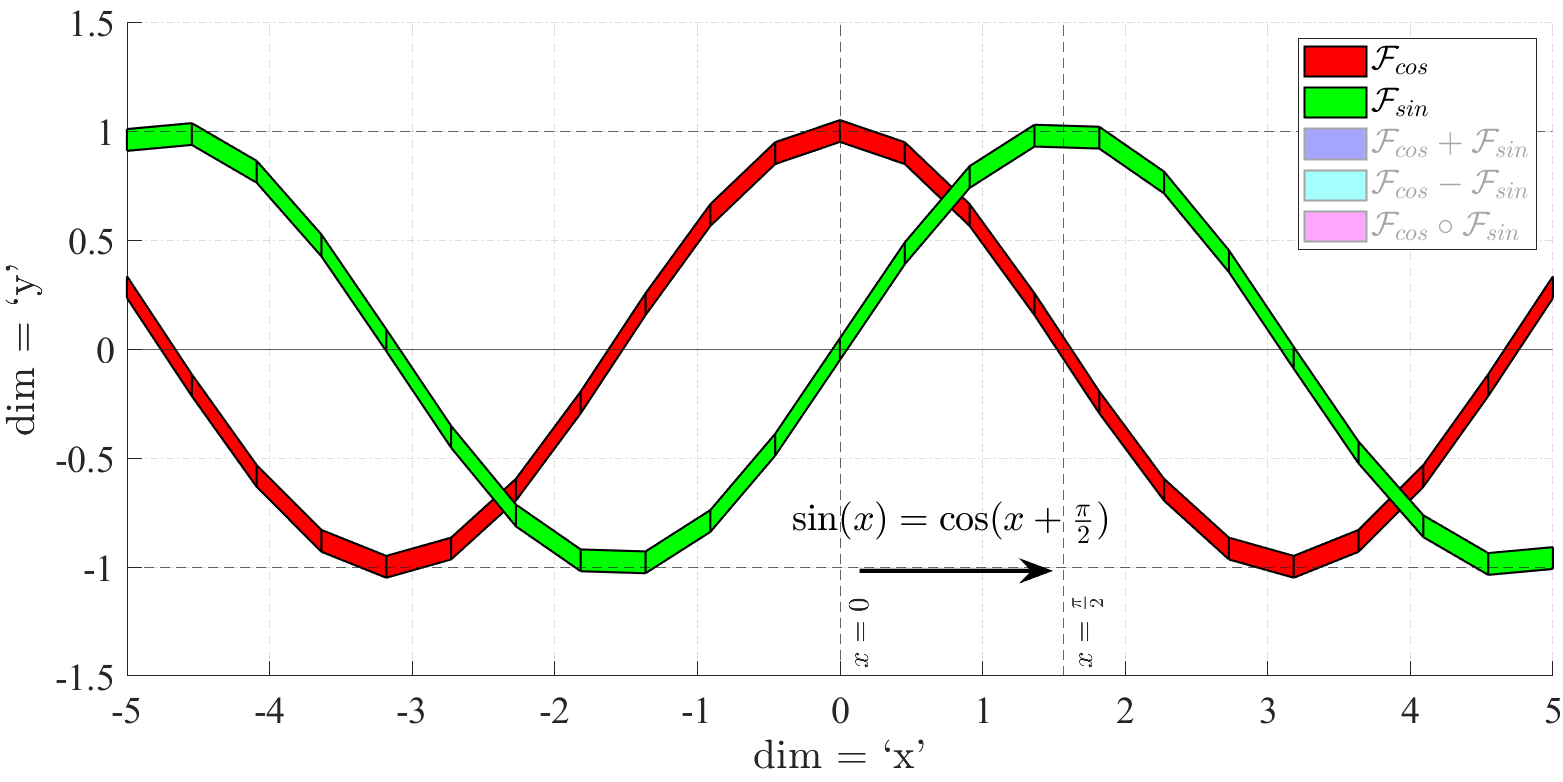 1.5
1
0.5
0
-0.5
-1
-1.5
dim = ‘y’
-5 -4 -3 -2 -1 0 1 2 3 4 5
dim = ‘x’
ℱ_cos
ℱ_sin
ℱ_cos + ℱ_sin
ℱ_cos − ℱ_sin
ℱ_cos ∘ ℱ_sin
sin(x) = cos(x + π/2)
x = 0
x = π/2